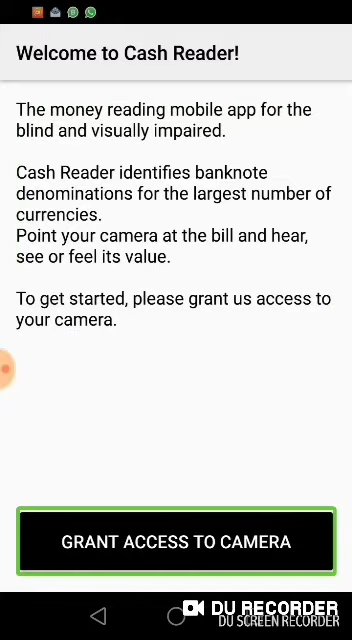 Welcome to Cash Reader!
The money reading mobile app for the
blind and visually impaired.
Cash Reader identifies banknote
denominations for the largest number of
currencies.
Point your camera at the bill and hear,
see or feel its value.
To get started, please grant us access to
your camera.
GRANT ACCESS TO CAMERA
DU RECORDER
DU SCREEN RECORDER